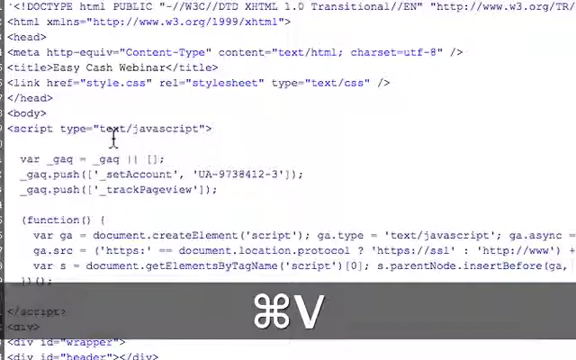 <!DOCTYPE html PUBLIC "-//W3C//DTD XHTML 1.0 Transitional//EN" "http://www.w3.org/TR/
<html xmlns="http://www.w3.org/1999/xhtml">
<head>
<meta http-equiv="Content-Type" content="text/html; charset=utf-8" />
<title>Easy Cash Webinar</title>
<link href="style.css" rel="stylesheet" type="text/css" />
</head>
<body>
<script type="text/javascript">
var _gaq = _gaq || [];
_gaq.push(['_setAccount', 'UA-9738412-3']);
_gaq.push(['_trackPageview']);
(function() {
var ga = document.createElement('script'); ga.type = 'text/javascript'; ga.async =
ga.src = ('https:' == document.location.protocol ? 'https://ssl' : 'http://www') +
var s = document.getElementsByTagName('script')[0]; s.parentNode.insertBefore(ga,
})();
</script>
<div>
<div id="wrapper">
<div id="header"></div>
⌘V